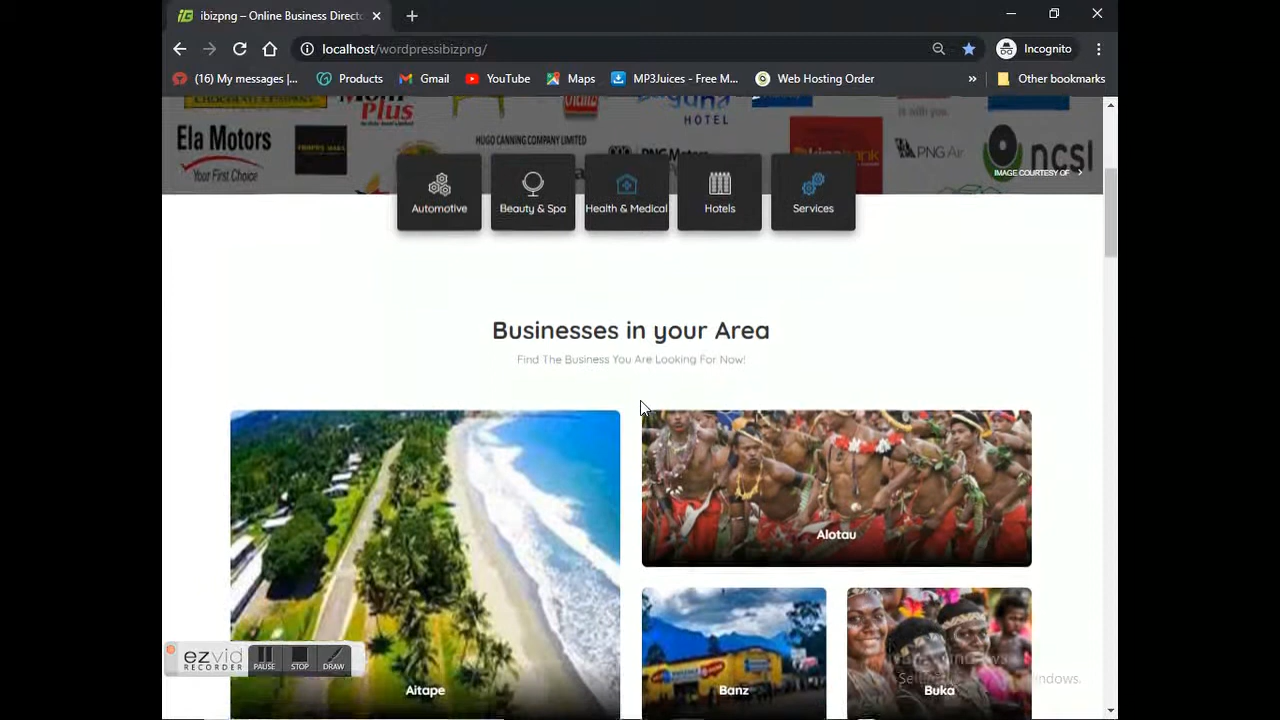 ibizpng – Online Business Directo
localhost/wordpressibizpng/
Incognito
(16) My messages |...
Products
Gmail
YouTube
Maps
MP3Juices - Free M...
Web Hosting Order
»
Other bookmarks
Plus
HOTEL
Ela Motors
Your First Choice
HUGO CANNING COMPANY LIMITED
PNG Air
ncsl
IMAGE COURTESY OF
Automotive
Beauty & Spa
Health & Medical
Hotels
Services
Businesses in your Area
Find The Business You Are Looking For Now!
Alotau
Aitape
Banz
Buka
ezvid
RECORDER
PAUSE
STOP
DRAW